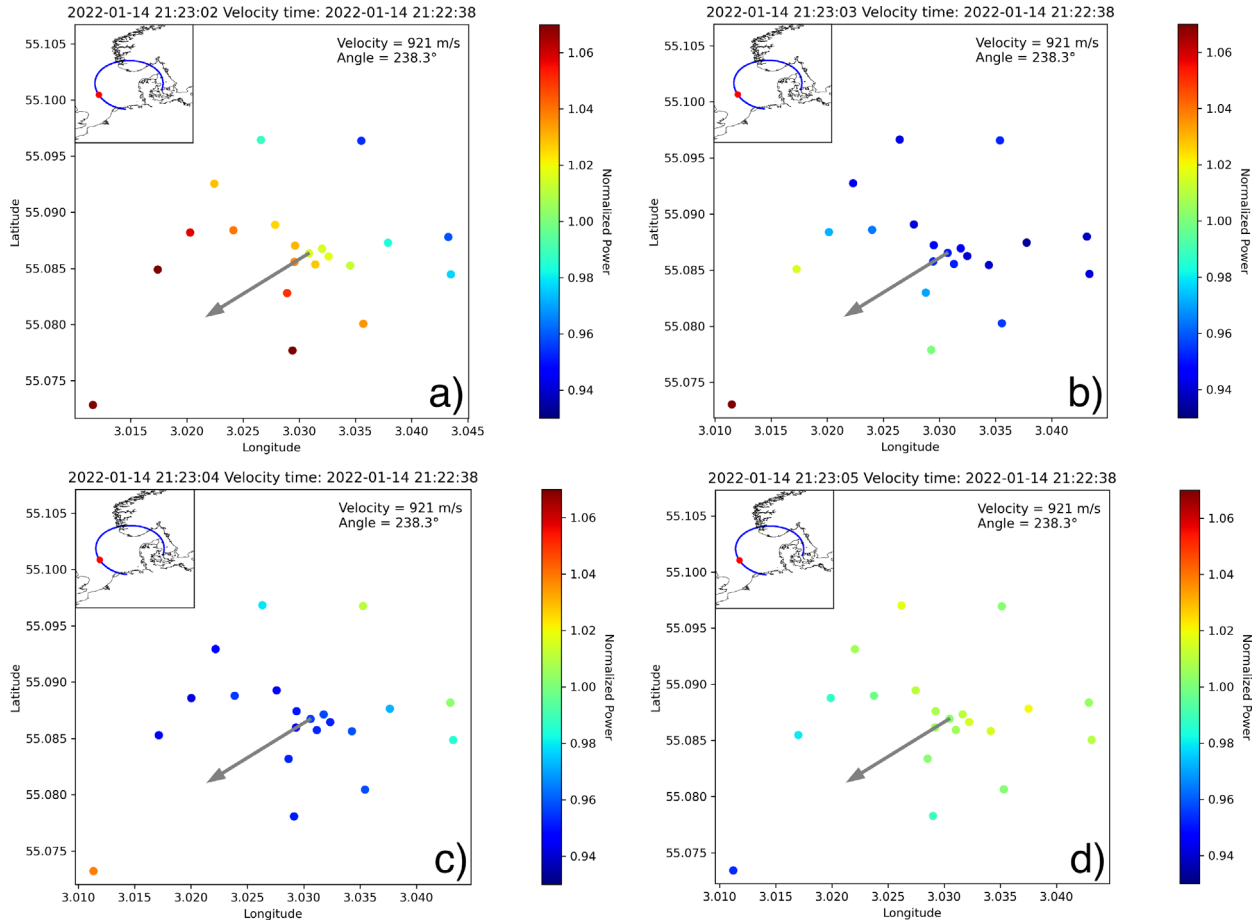 2022-01-14 21:23:02 Velocity time: 2022-01-14 21:22:38
Velocity = 921 m/s
Angle = 238.3°
55.105
55.100
55.095
55.090
55.085
55.080
55.075
Latitude
3.010 3.015 3.020 3.025 3.030 3.035 3.040 3.045
Longitude
a)
1.06
1.04
1.02
1.00
0.98
0.96
0.94
Normalized Power
2022-01-14 21:23:03 Velocity time: 2022-01-14 21:22:38
Velocity = 921 m/s
Angle = 238.3°
55.105
55.100
55.095
55.090
55.085
55.080
55.075
Latitude
3.010 3.015 3.020 3.025 3.030 3.035 3.040
Longitude
b)
1.06
1.04
1.02
1.00
0.98
0.96
0.94
Normalized Power
2022-01-14 21:23:04 Velocity time: 2022-01-14 21:22:38
Velocity = 921 m/s
Angle = 238.3°
55.105
55.100
55.095
55.090
55.085
55.080
55.075
Latitude
3.010 3.015 3.020 3.025 3.030 3.035 3.040
Longitude
c)
1.06
1.04
1.02
1.00
0.98
0.96
0.94
Normalized Power
2022-01-14 21:23:05 Velocity time: 2022-01-14 21:22:38
Velocity = 921 m/s
Angle = 238.3°
55.105
55.100
55.095
55.090
55.085
55.080
55.075
Latitude
3.010 3.015 3.020 3.025 3.030 3.035 3.040
Longitude
d)
1.06
1.04
1.02
1.00
0.98
0.96
0.94
Normalized Power